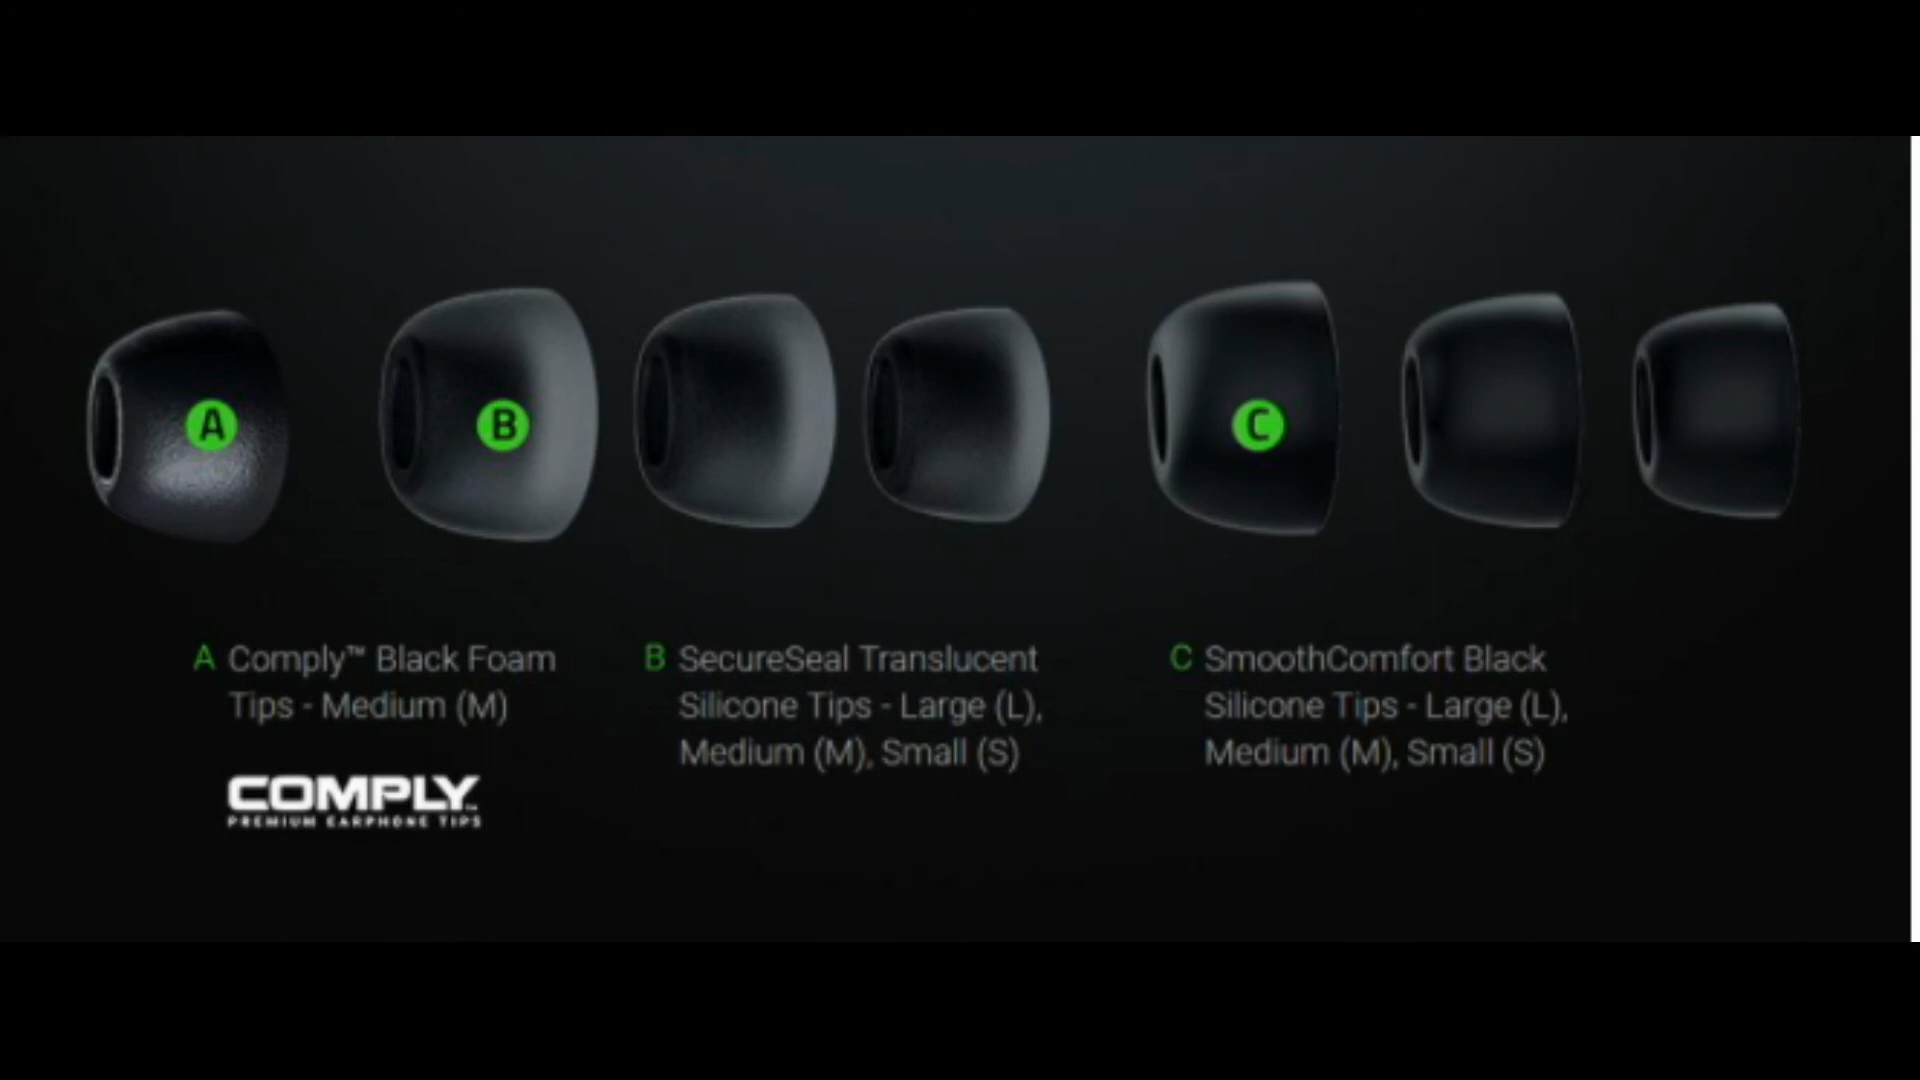 A
B
C
A Comply™ Black Foam
Tips - Medium (M)
COMPLY™
PREMIUM EARPHONE TIPS
B SecureSeal Translucent
Silicone Tips - Large (L),
Medium (M), Small (S)
C SmoothComfort Black
Silicone Tips - Large (L),
Medium (M), Small (S)